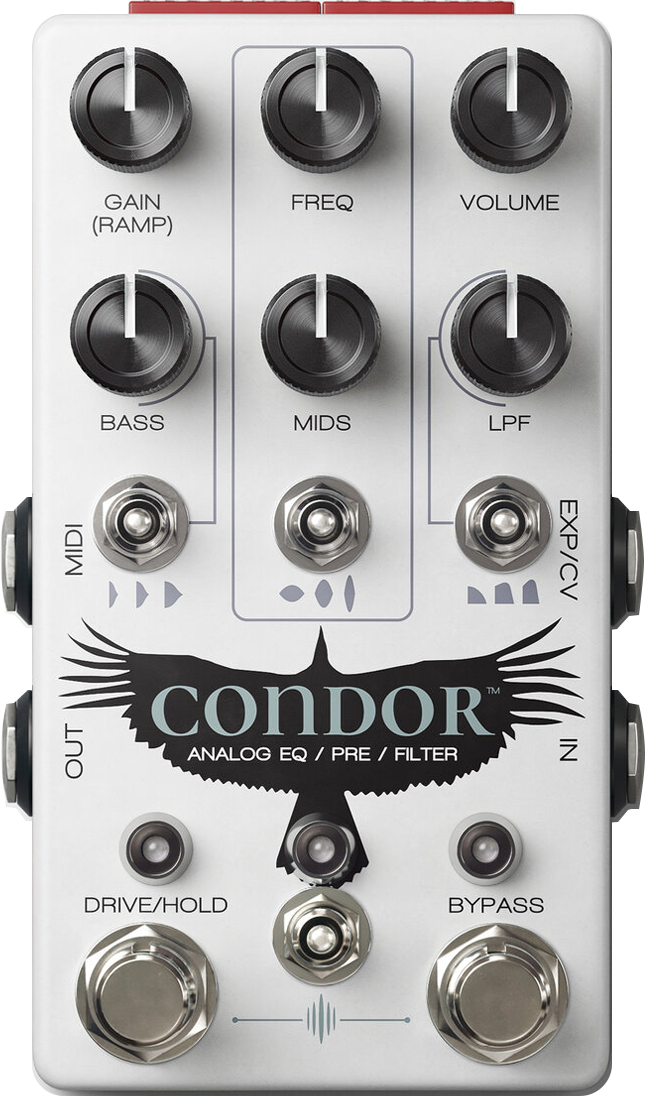 GAIN
(RAMP)
FREQ
VOLUME
BASS
MIDS
LPF
MIDI
EXP/CV
CONDOR™
ANALOG EQ / PRE / FILTER
OUT
IN
DRIVE/HOLD
BYPASS